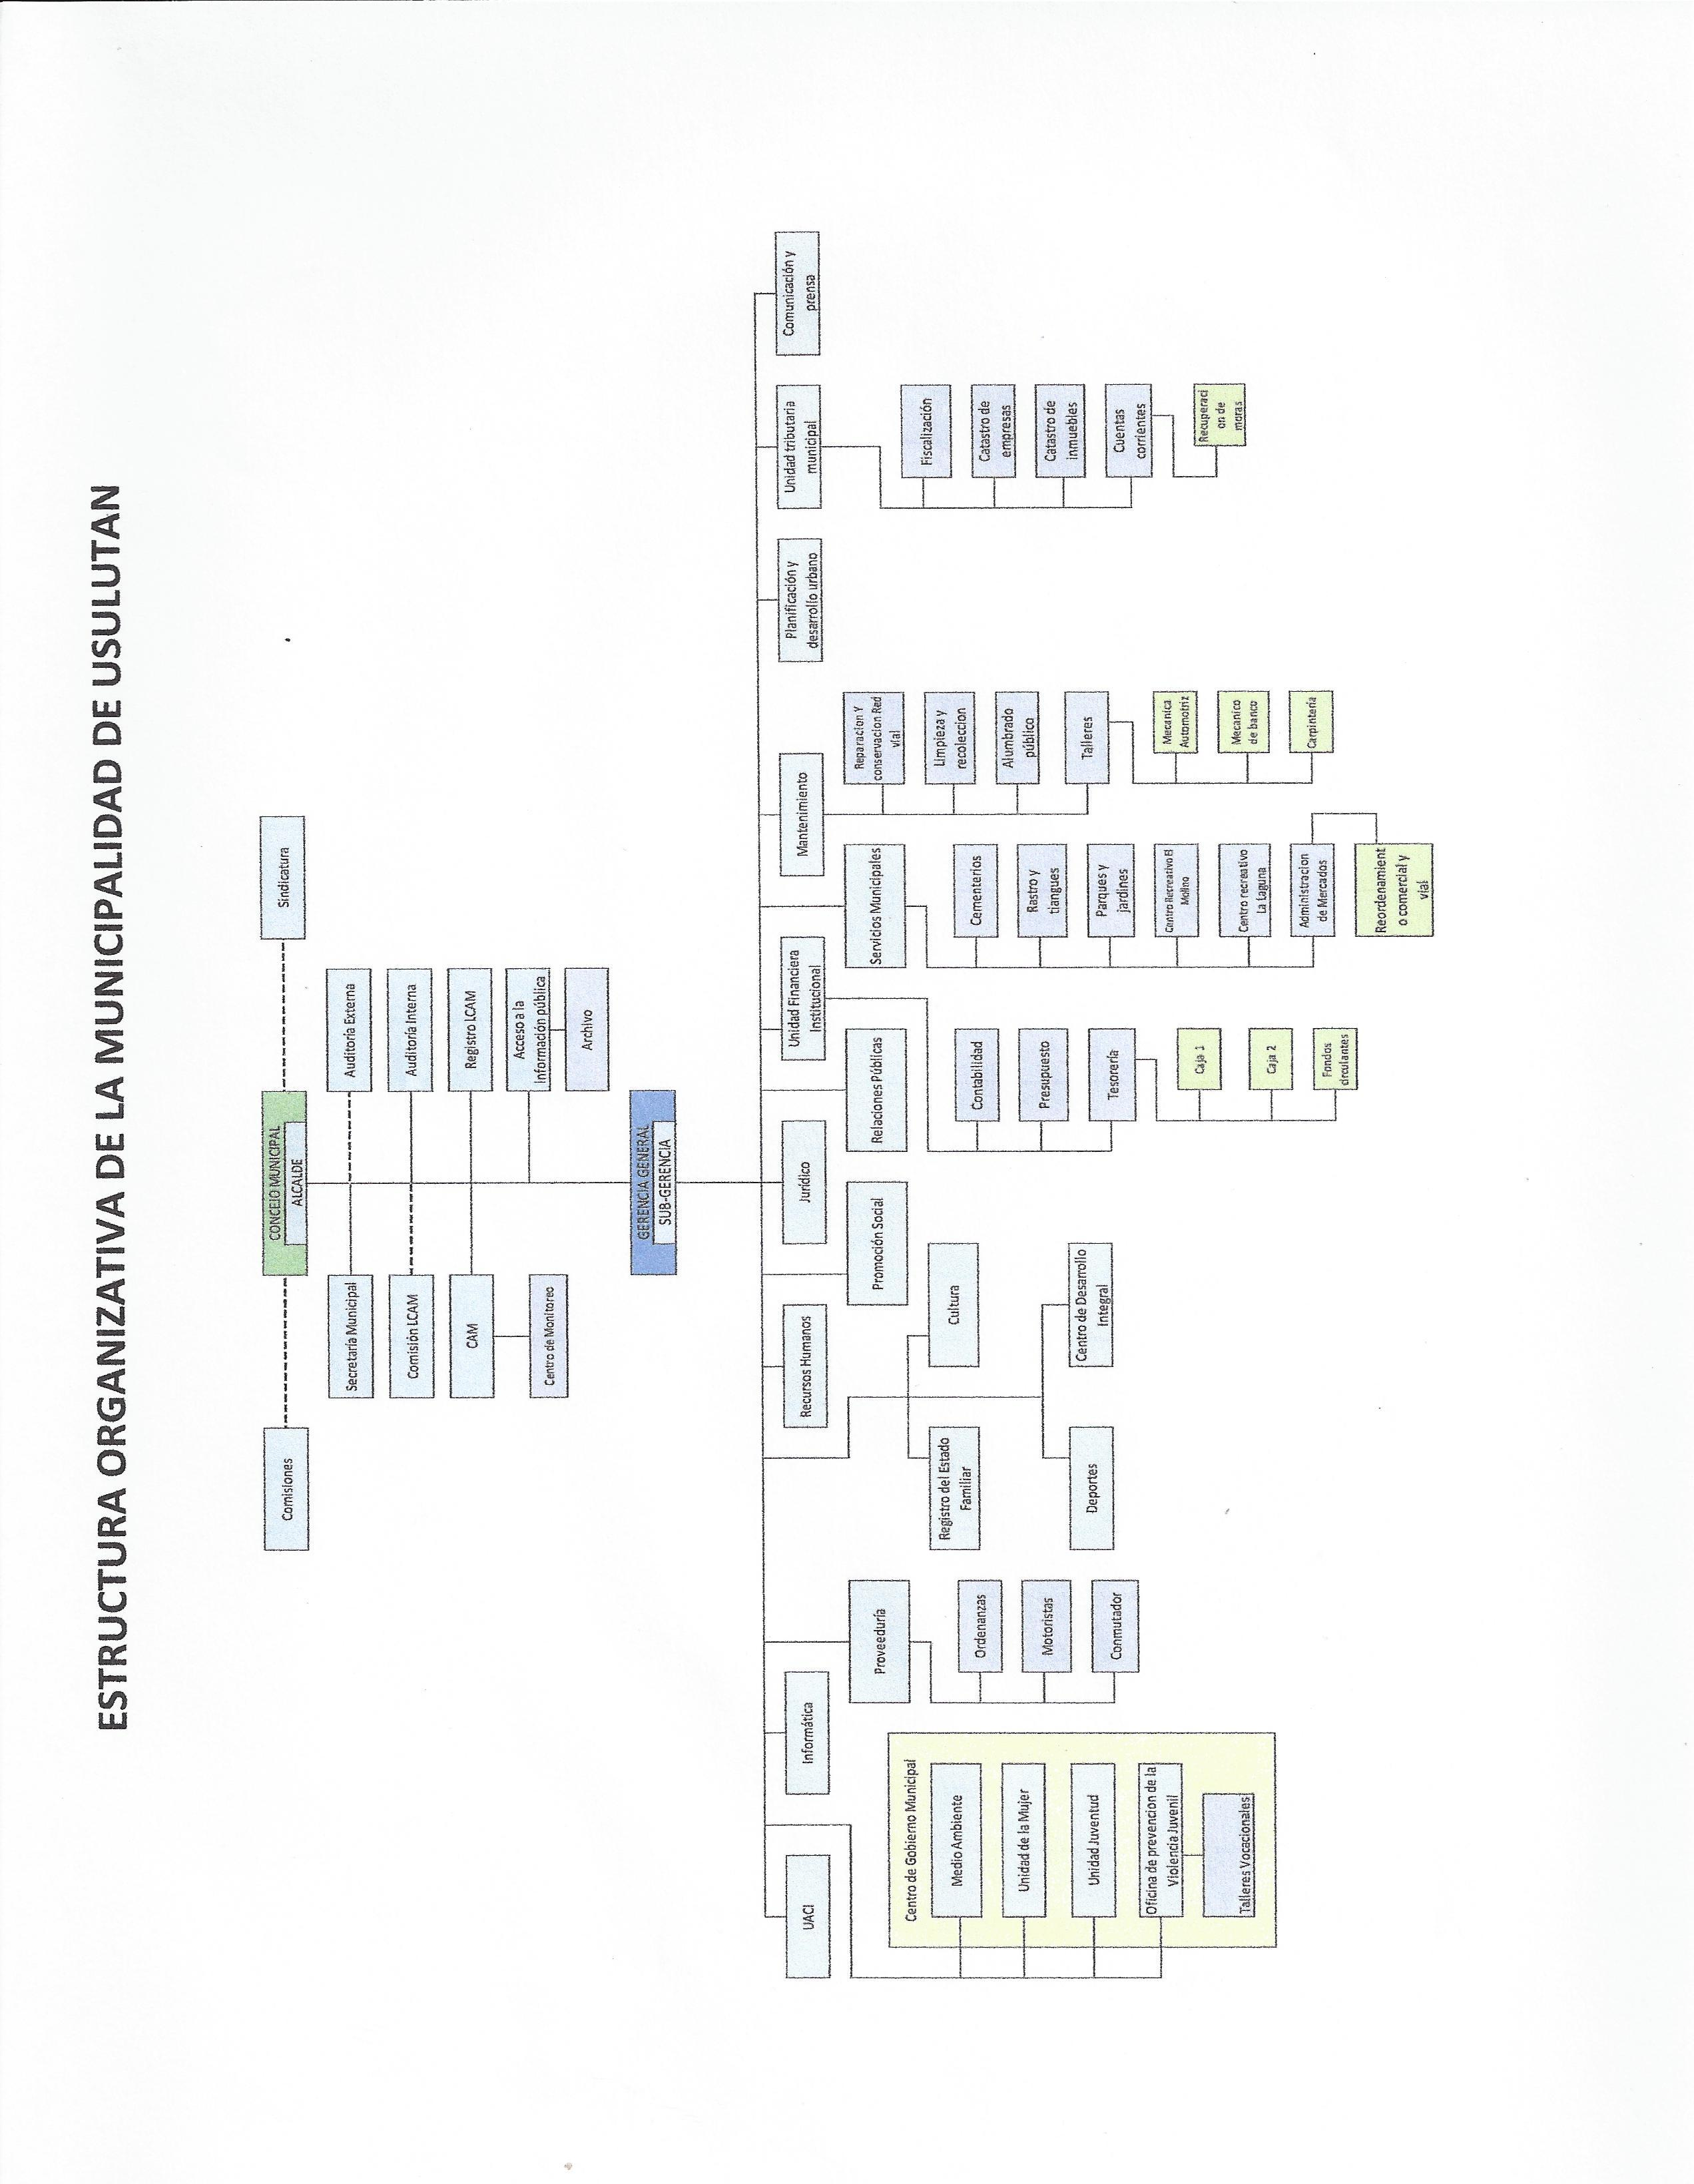 ESTRUCTURA ORGANIZATIVA DE LA MUNICIPALIDAD DE USULUTAN
Comisiones
CONCEJO MUNICIPAL
ALCALDE
Sindicatura
Secretaría Municipal
Auditoría Externa
Comisión LCAM
Auditoría Interna
CAM
Registro LCAM
Centro de Monitoreo
Acceso a la
Información pública
Archivo
GERENCIA GENERAL
SUB-GERENCIA
UACI
Informática
Recursos Humanos
Jurídico
Unidad Financiera
Institucional
Mantenimiento
Planificación y
desarrollo urbano
Unidad tributaria
municipal
Comunicación y
prensa
Proveeduría
Promoción Social
Relaciones Públicas
Servicios Municipales
Centro de Gobierno Municipal
Medio Ambiente
Unidad de la Mujer
Unidad Juventud
Oficina de prevencion de la
Violencia Juvenil
Talleres Vocacionales
Ordenanzas
Motoristas
Conmutador
Registro del Estado
Familiar
Cultura
Deportes
Centro de Desarrollo
Integral
Contabilidad
Presupuesto
Tesorería
Caja 1
Caja 2
Fondos
circulantes
Cementerios
Rastro y
tiangues
Parques y
jardines
Centro Recreativo El
Molino
Centro recreativo
La Laguna
Administracion
de Mercados
Reordenamient
o comercial y
vial
Reparacion Y
conservacion Red
vial
Limpieza y
recoleccion
Alumbrado
público
Talleres
Mecanica
Automotriz
Mecanico
de banco
Carpintería
Fiscalización
Catastro de
empresas
Catastro de
inmuebles
Cuentas
corrientes
Recuperaci
on de
moras